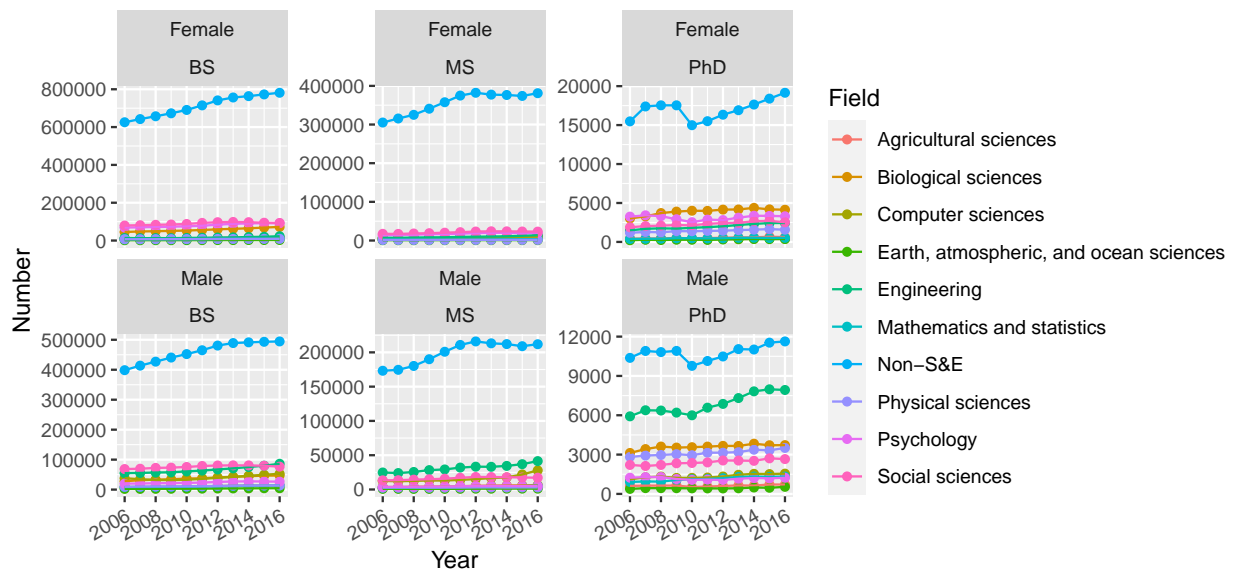 Female
BS
Female
MS
Female
PhD
800000
600000
400000
200000
0
400000
300000
200000
100000
0
20000
15000
10000
5000
0
Male
BS
Male
MS
Male
PhD
500000
400000
300000
200000
100000
0
200000
150000
100000
50000
0
12000
9000
6000
3000
0
2006 2008 2010 2012 2014 2016
2006 2008 2010 2012 2014 2016
2006 2008 2010 2012 2014 2016
Number
Year
Field
Agricultural sciences
Biological sciences
Computer sciences
Earth, atmospheric, and ocean sciences
Engineering
Mathematics and statistics
Non−S&E
Physical sciences
Psychology
Social sciences